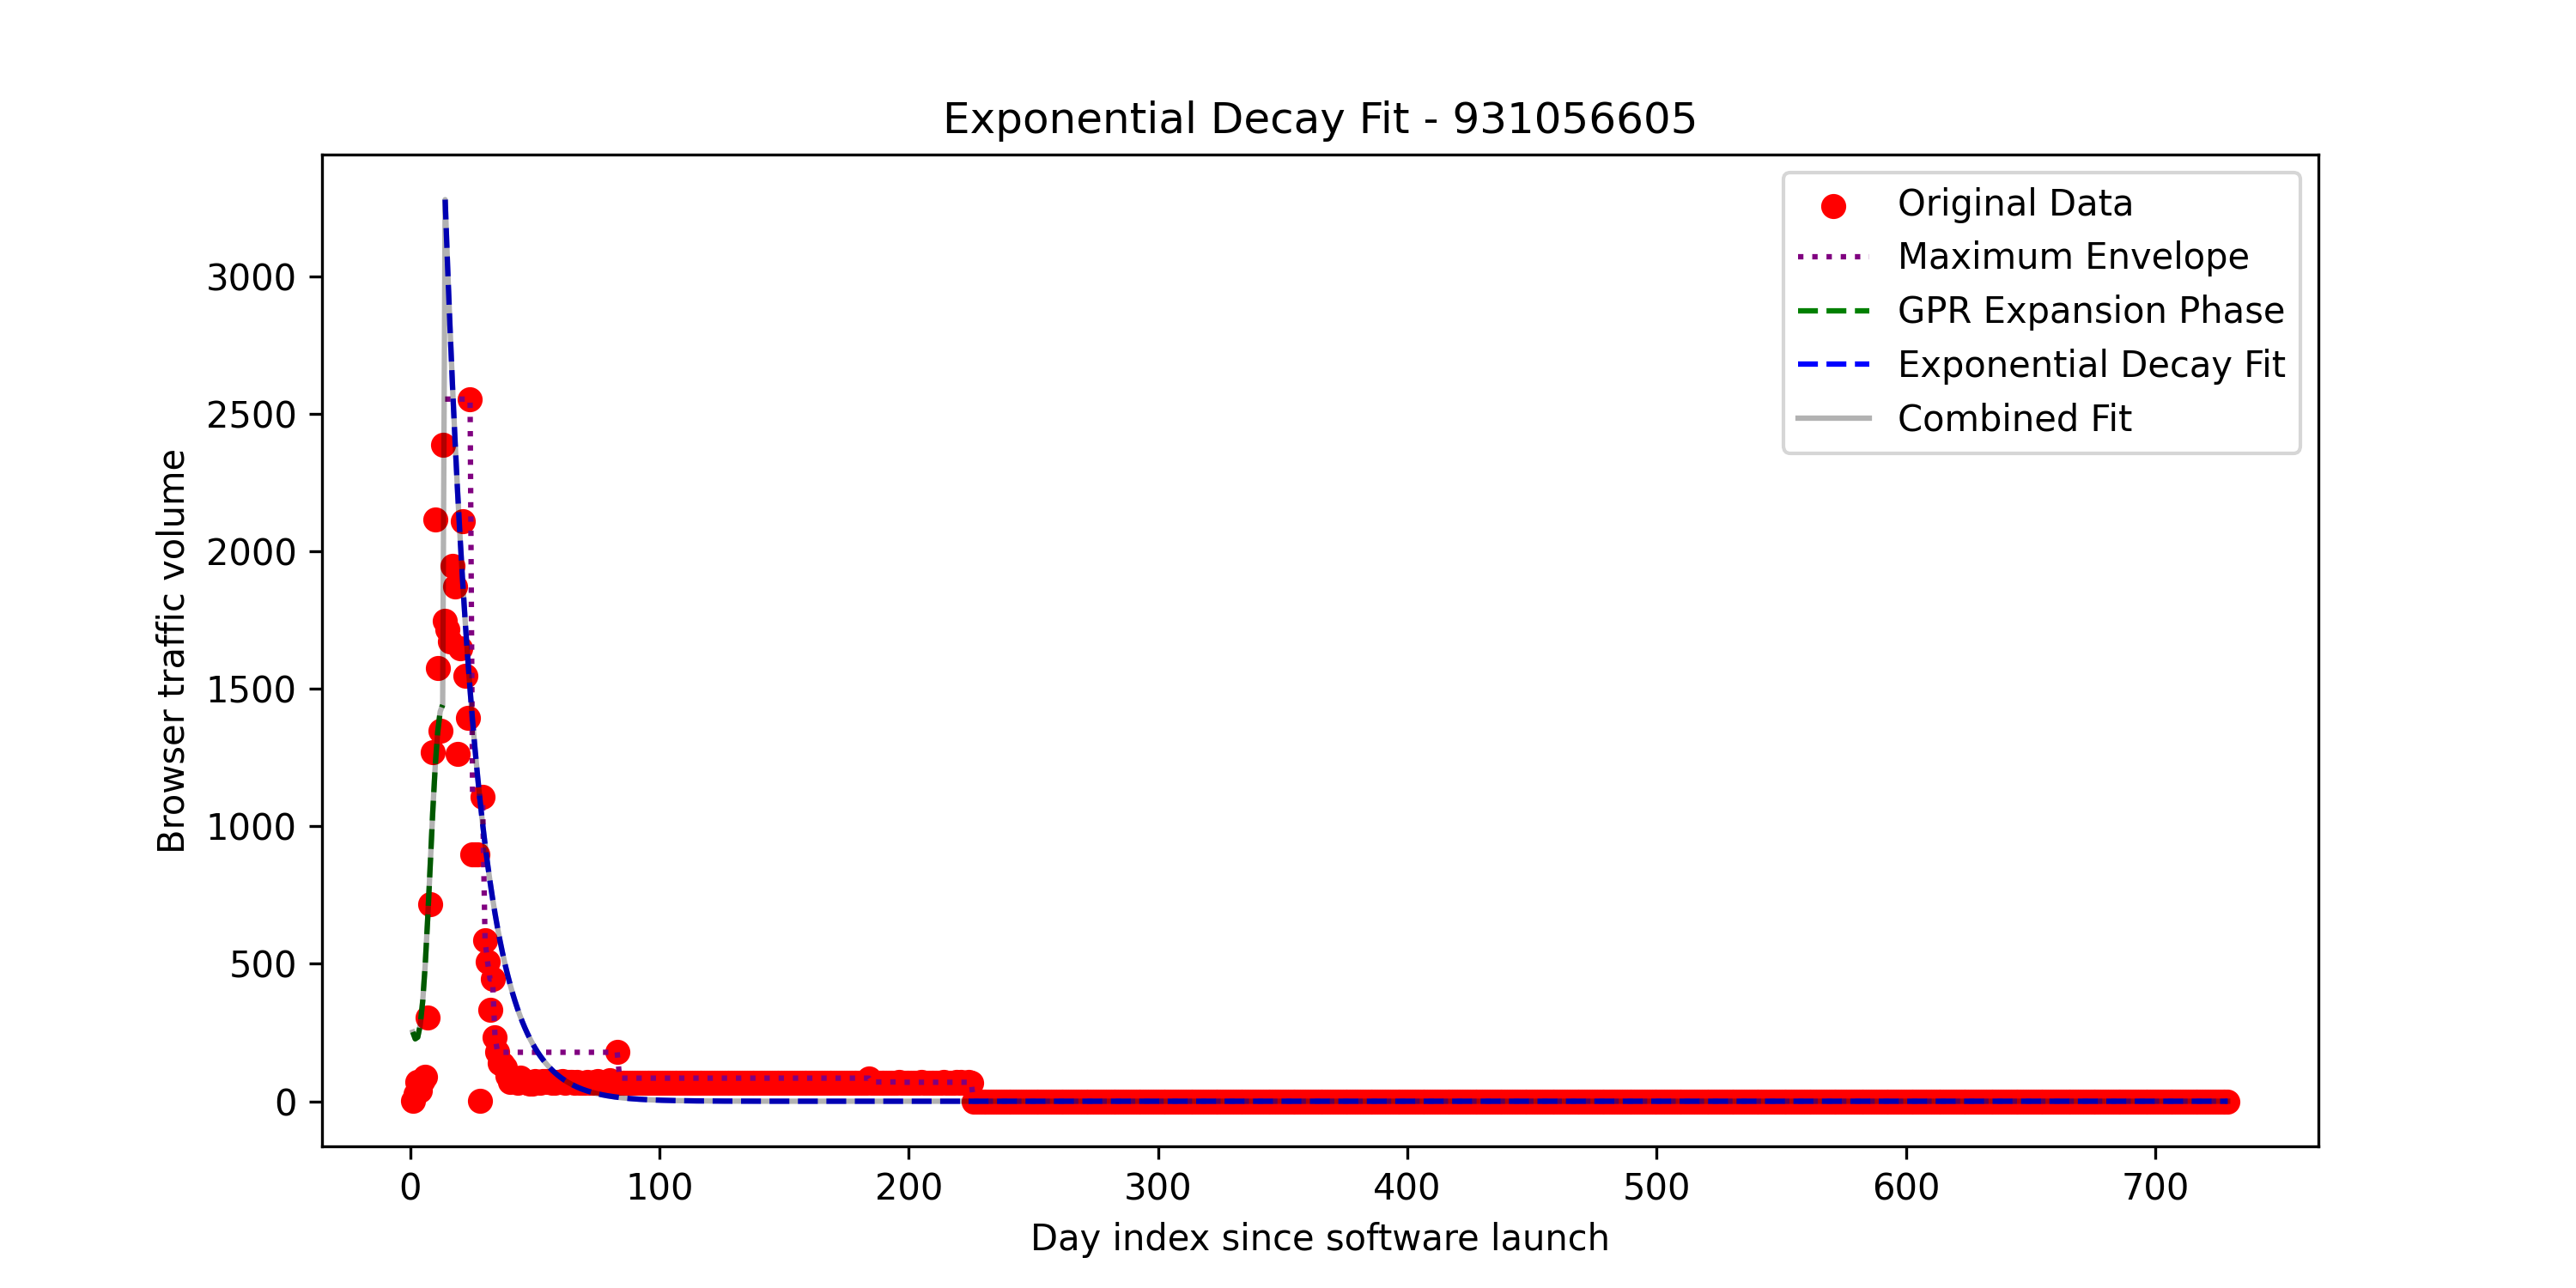 Exponential Decay Fit - 931056605
Original Data
Maximum Envelope
GPR Expansion Phase
Exponential Decay Fit
Combined Fit
Browser traffic volume
3000
2500
2000
1500
1000
500
0
0 100 200 300 400 500 600 700
Day index since software launch